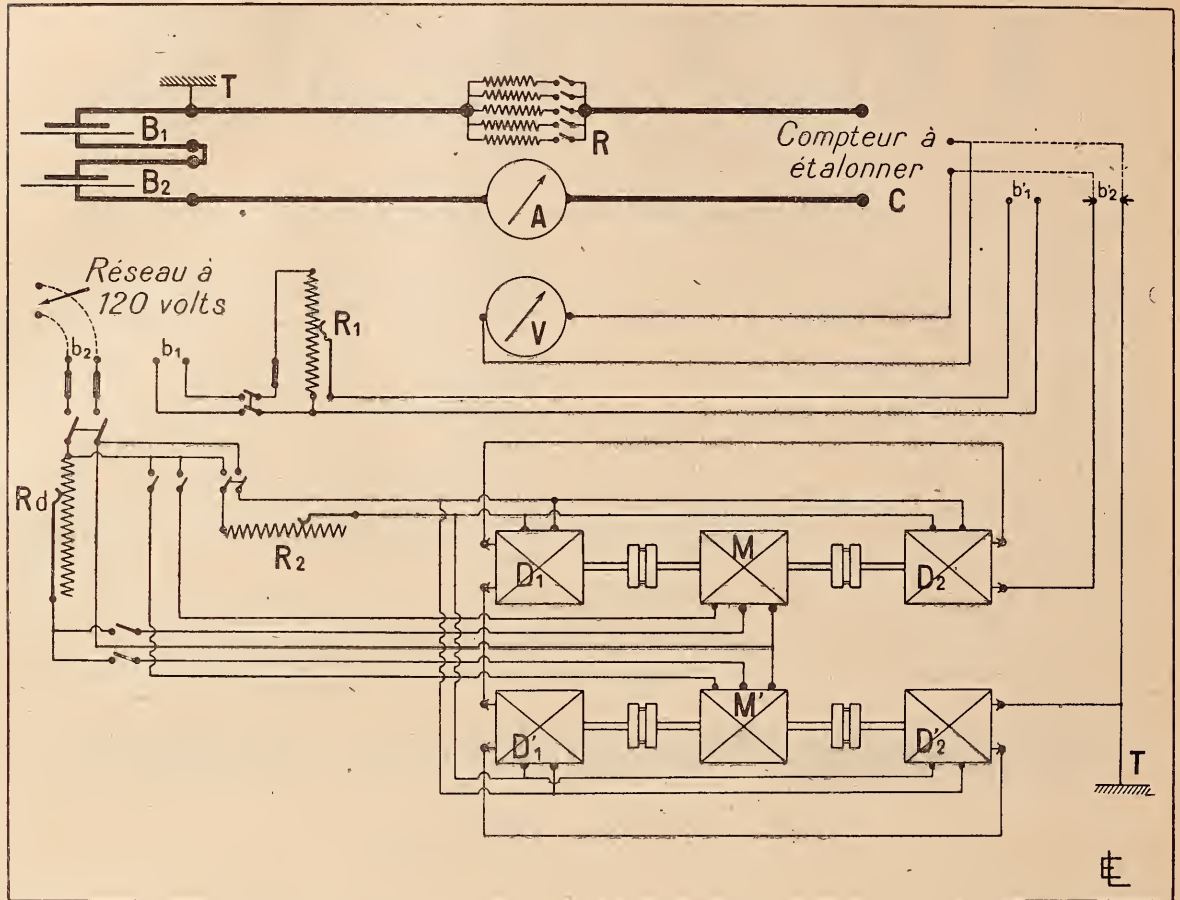 T
B1
R
Compteur à
étalonner
B2
A
C
b'1
b'2
Réseau à
120 volts
R1
V
b2
b1
Rd
R2
D1
M
D2
D'1
M'
D'2
T